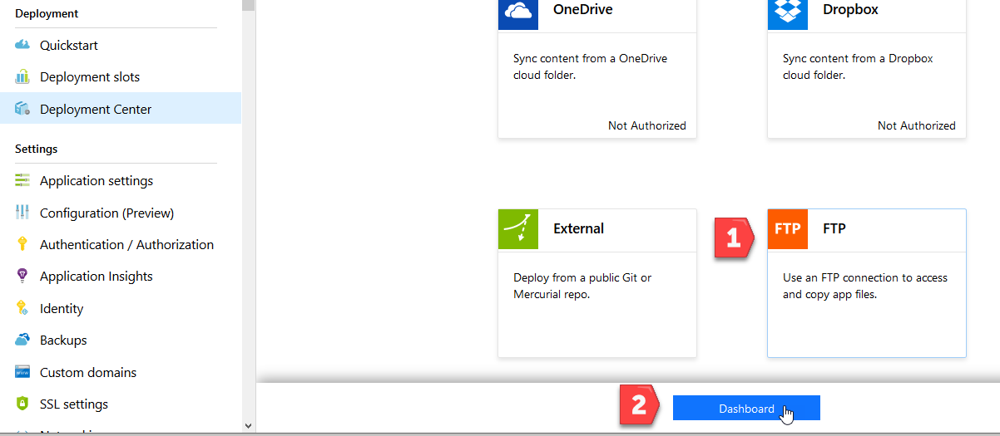 Deployment
Quickstart
Deployment slots
Deployment Center
Settings
Application settings
Configuration (Preview)
Authentication / Authorization
Application Insights
Identity
Backups
www
Custom domains
SSL settings
OneDrive
Sync content from a OneDrive
cloud folder.
Not Authorized
Dropbox
Sync content from a Dropbox
cloud folder.
Not Authorized
External
Deploy from a public Git or
Mercurial repo.
1
FTP
FTP
Use an FTP connection to access
and copy app files.
2
Dashboard